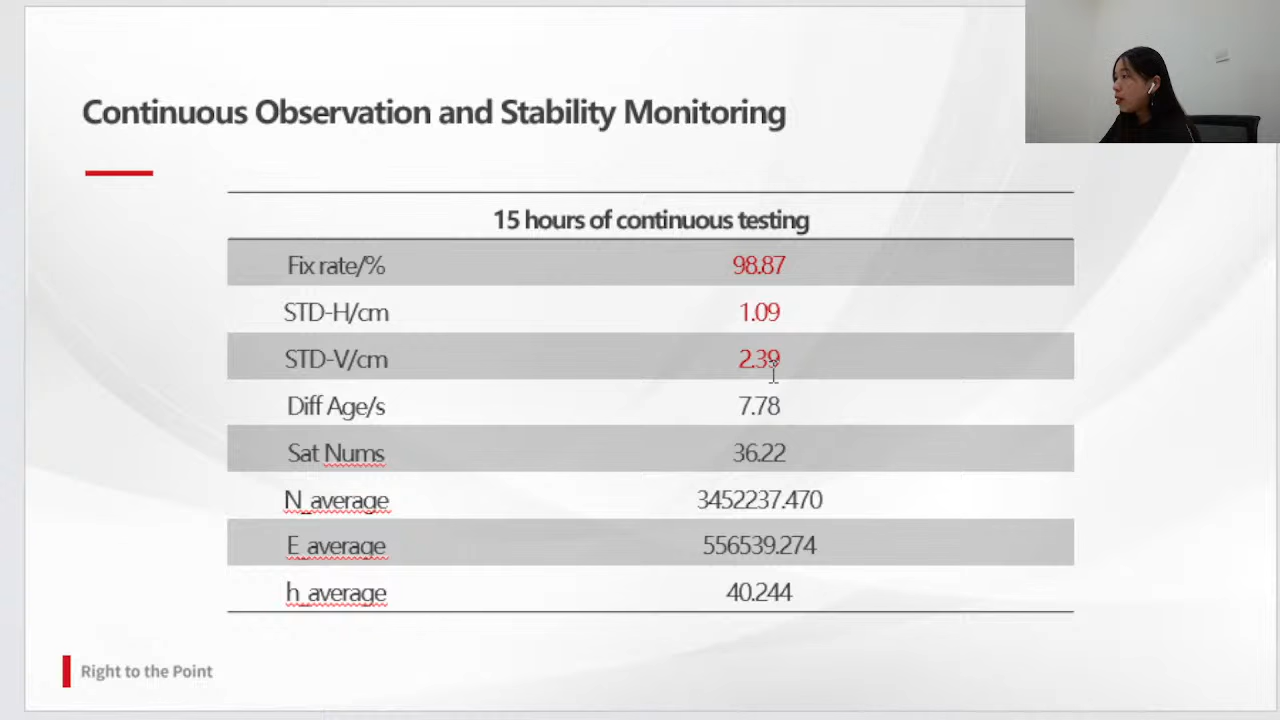 Continuous Observation and Stability Monitoring
15 hours of continuous testing
Fix rate/% 98.87
STD-H/cm 1.09
STD-V/cm 2.39
Diff Age/s 7.78
Sat Nums 36.22
N_average 3452237.470
E_average 556539.274
h_average 40.244
Right to the Point